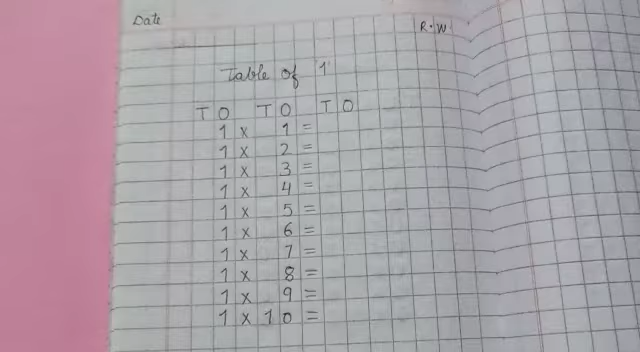 Date
R.W.
Table of 1
T O T O T O
1 x 1 =
1 x 2 =
1 x 3 =
1 x 4 =
1 x 5 =
1 x 6 =
1 x 7 =
1 x 8 =
1 x 9 =
1 x 10 =